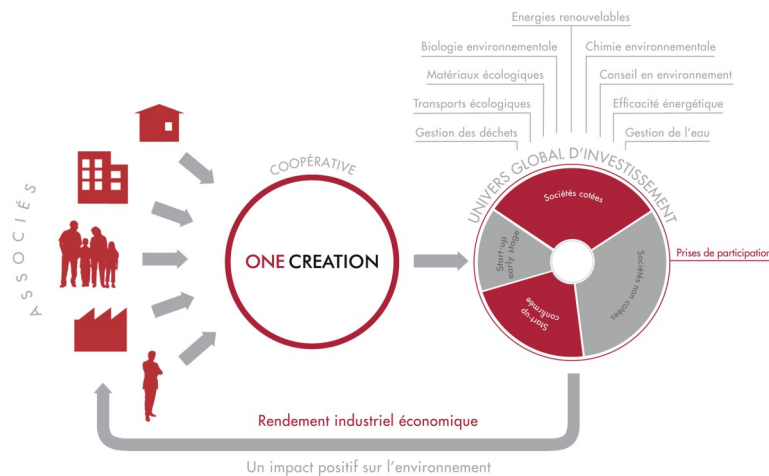 Energies renouvelables
Biologie environnementale
Chimie environnementale
Matériaux écologiques
Conseil en environnement
Transports écologiques
Efficacité énergétique
Gestion des déchets
Gestion de l'eau
ASSOCIÉS
COOPÉRATIVE
ONE CREATION
UNIVERS GLOBAL D'INVESTISSEMENT
Sociétés cotées
Start-up
early stage
Sociétés non cotées
Start-up
confirmée
Prises de participation
Rendement industriel économique
Un impact positif sur l'environnement